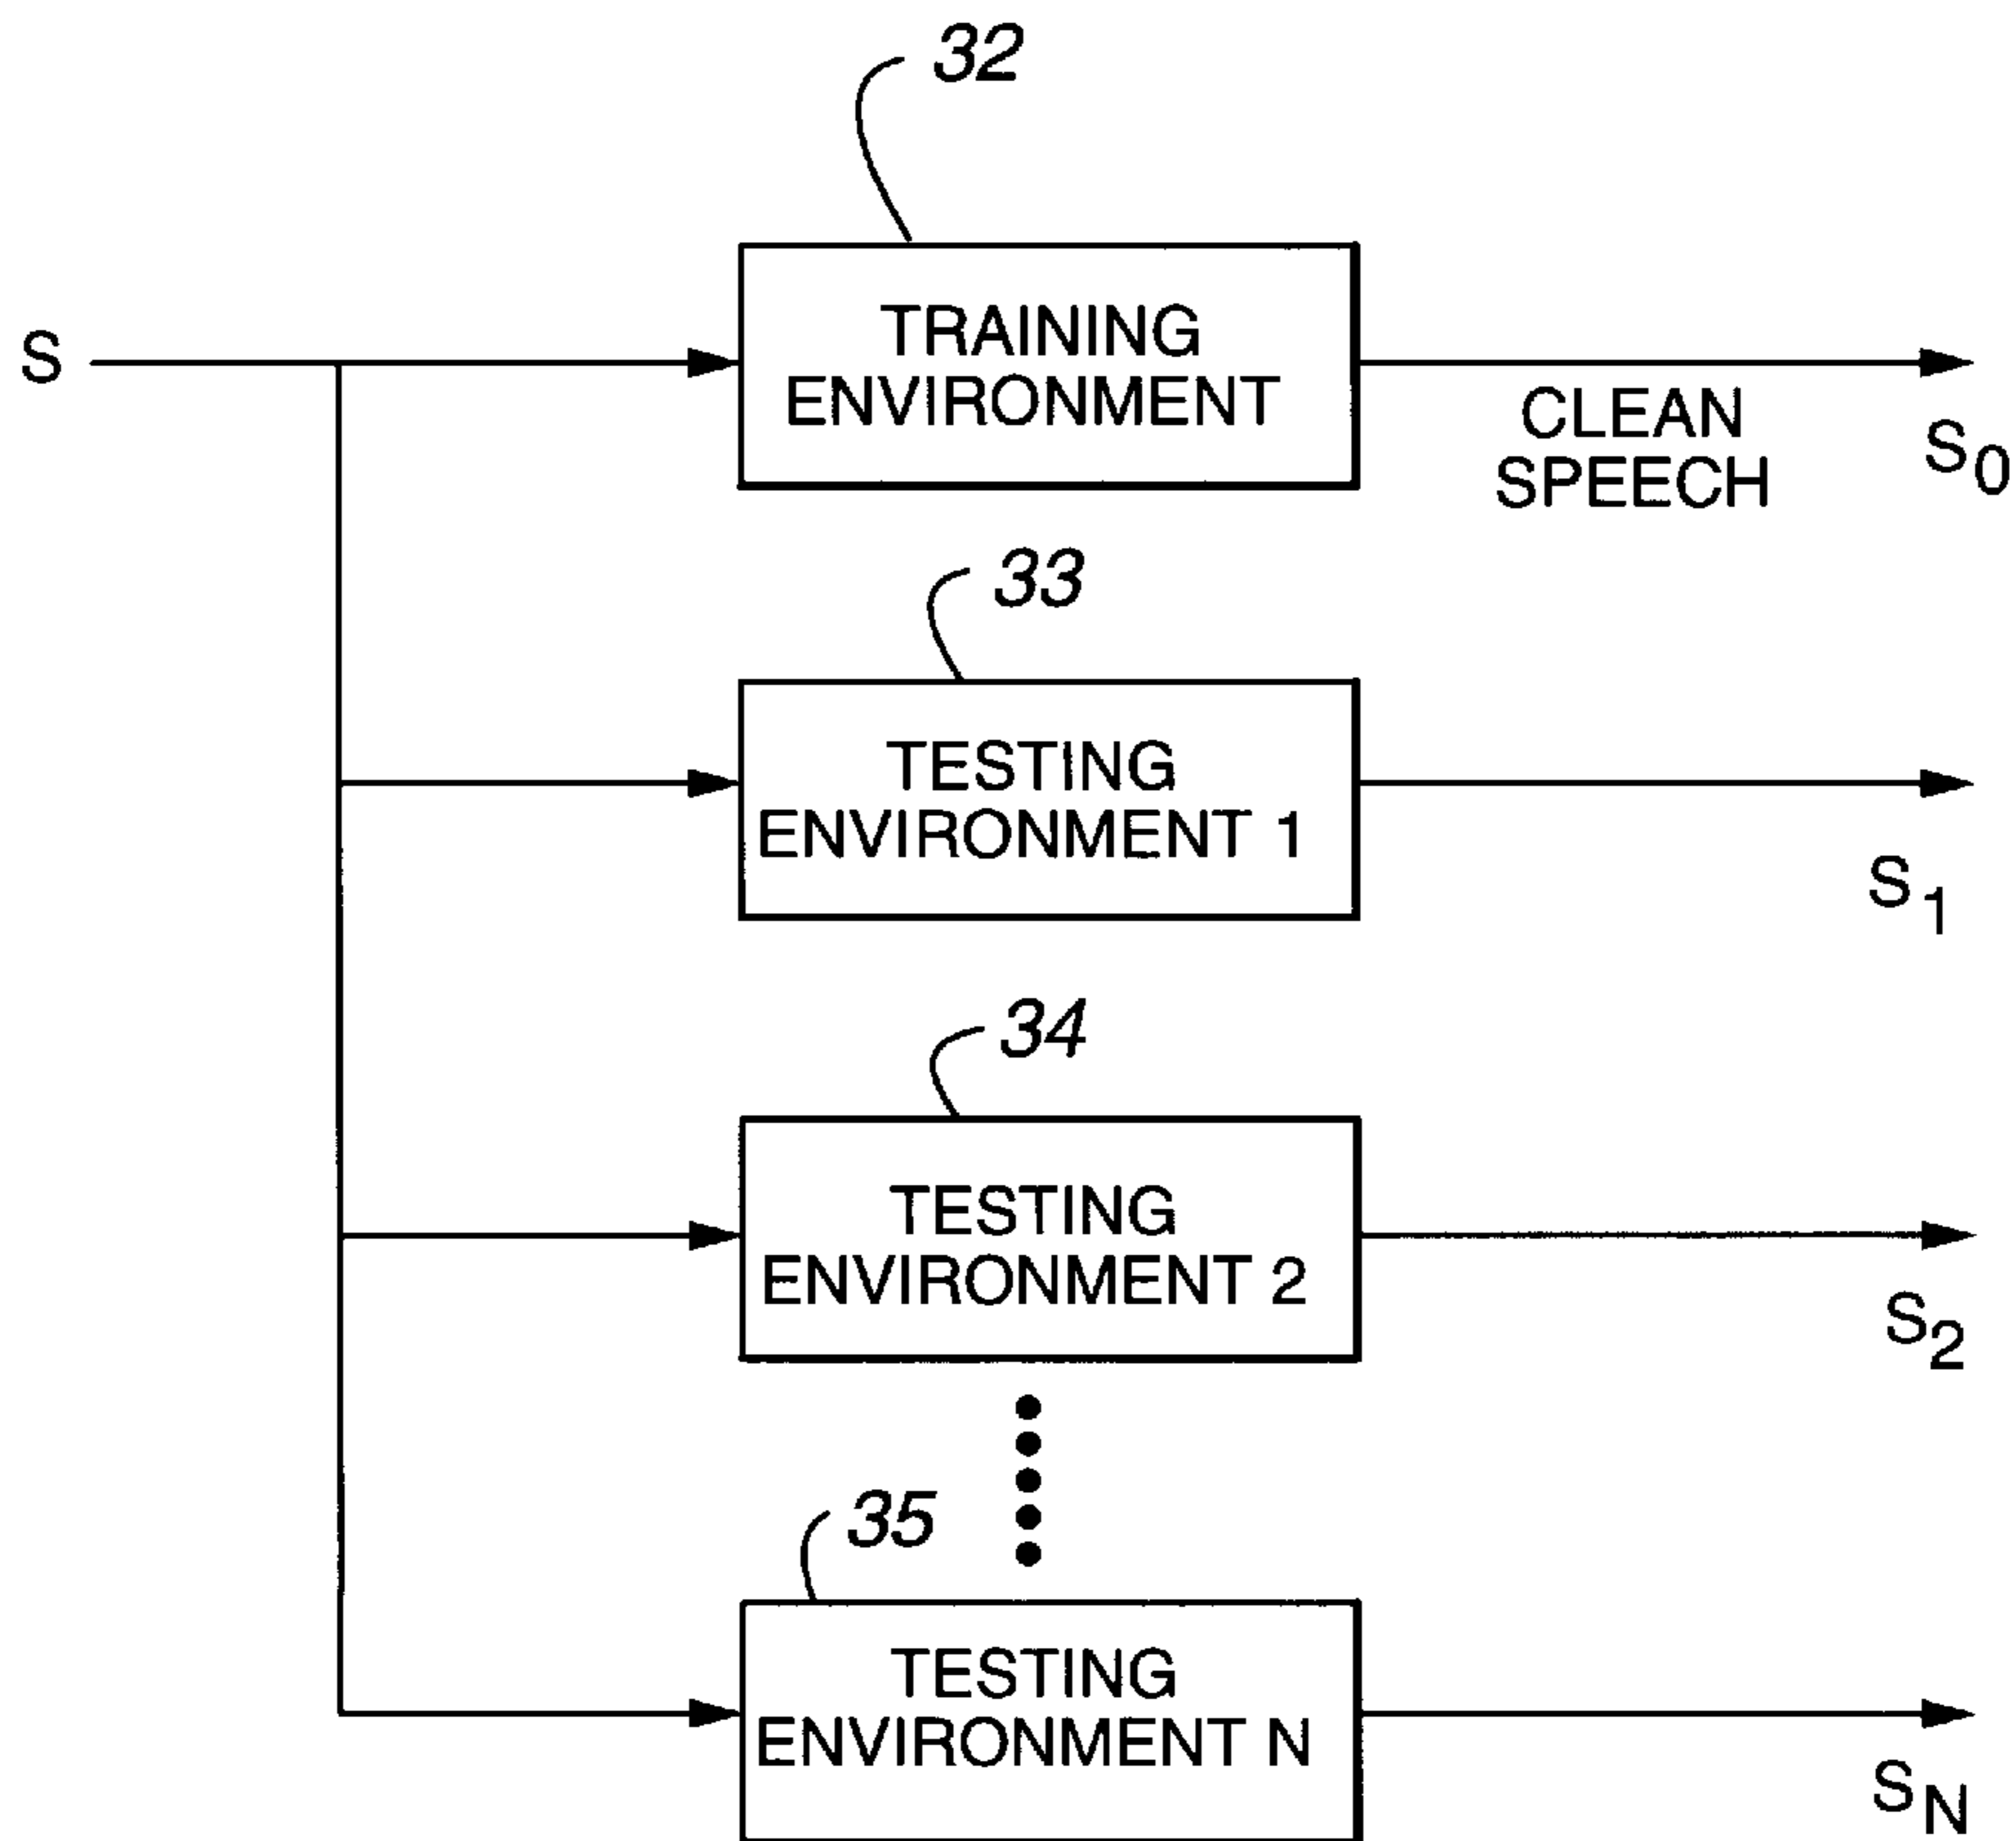 32
TRAINING
ENVIRONMENT
S
CLEAN
SPEECH
S0
33
TESTING
ENVIRONMENT 1
S1
34
TESTING
ENVIRONMENT 2
S2
35
TESTING
ENVIRONMENT N
SN